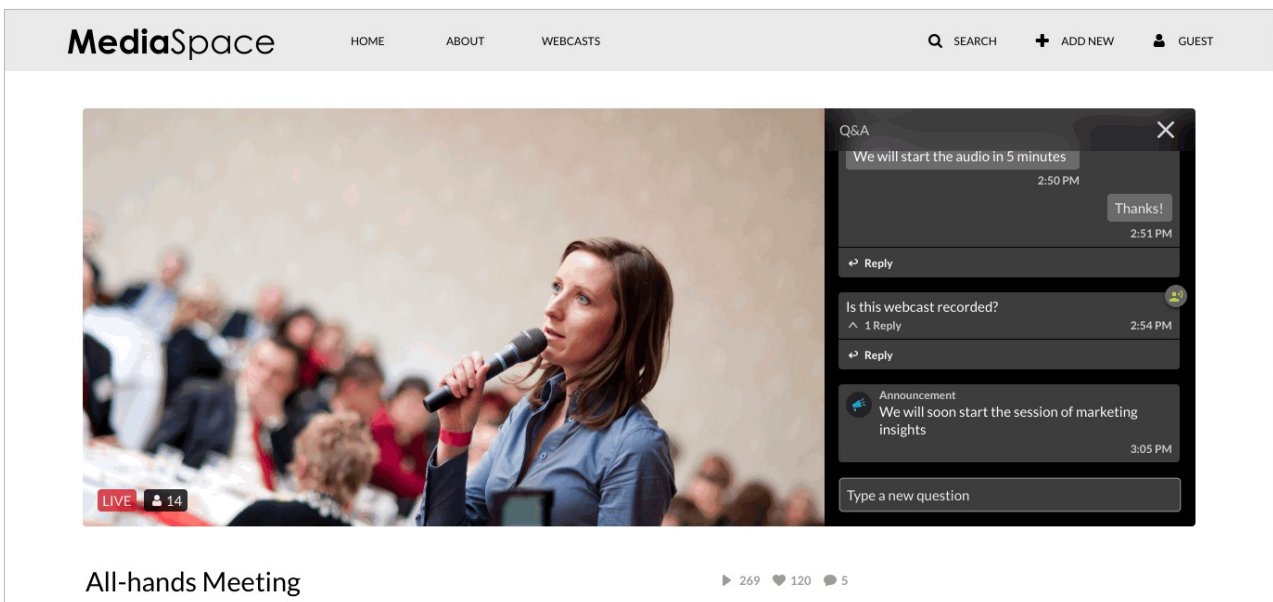 MediaSpace
HOME ABOUT WEBCASTS
SEARCH ADD NEW GUEST
Q&A
We will start the audio in 5 minutes
2:50 PM
Thanks!
2:51 PM
Reply
Is this webcast recorded?
1 Reply 2:54 PM
Reply
Announcement
We will soon start the session of marketing
insights
3:05 PM
Type a new question
LIVE 14
All-hands Meeting
269 120 5